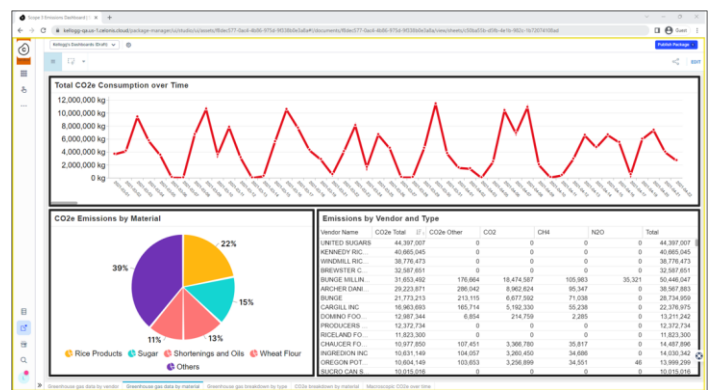 Scope 3 Emissions Dashboard |
Guest
Kellogg's Dashboards (Draft)
Publish Package
EDIT
Total CO2e Consumption over Time
12,000,000 kg
10,000,000 kg
8,000,000 kg
6,000,000 kg
4,000,000 kg
2,000,000 kg
0 kg
CO2e Emissions by Material
22%
39%
15%
11%
13%
Rice Products Sugar Shortenings and Oils Wheat Flour
Others
Emissions by Vendor and Type
Vendor Name CO2e Total CO2e Other CO2 CH4 N2O Total
UNITED SUGARS 44,397,007 0 0 0 0 44,397,007
KENNEDY RIC... 40,665,045 0 0 0 0 40,665,045
WINDMILL RIC... 38,776,473 0 0 0 0 38,776,473
BREWSTER C... 32,587,651 0 0 0 0 32,587,651
BUNGE MILLIN... 31,653,492 176,664 18,474,587 105,983 35,321 50,446,047
ARCHER DANI... 29,223,871 286,042 8,962,624 95,347 0 38,567,883
BUNGE 21,773,213 213,115 6,677,592 71,038 0 28,734,959
CARGILL INC 16,963,693 165,714 5,192,330 55,238 0 22,376,975
DOMINO FOO... 12,987,344 6,854 214,759 2,285 0 13,211,242
PRODUCERS ... 12,372,734 0 0 0 0 12,372,734
RICELAND FO... 11,823,300 0 0 0 0 11,823,300
CHAUCER FO... 10,977,850 107,451 3,366,780 35,817 0 14,487,898
INGREDION INC 10,631,149 104,057 3,260,450 34,686 0 14,030,342
OREGON POT... 10,604,149 103,653 3,256,899 34,551 46 13,999,299
SUCRO CAN S... 10,015,016 0 0 0 0 10,015,016
Greenhouse gas data by vendor Greenhouse gas data by material Greenhouse gas breakdown by type CO2e breakdown by material Macroscopic CO2e over time